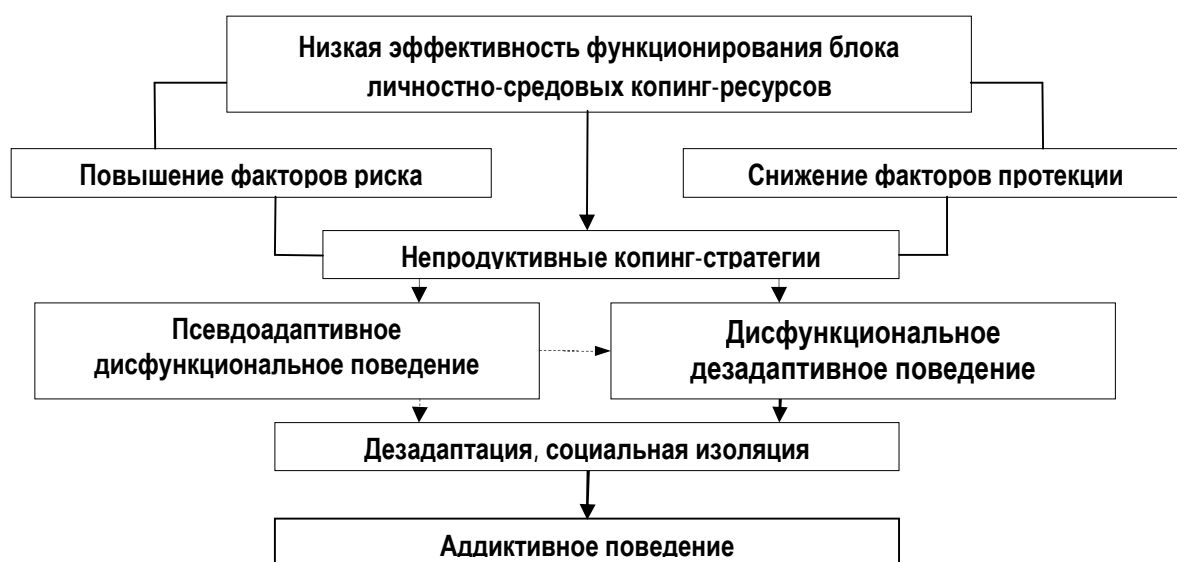 Низкая эффективность функционирования блока
личностно-средовых копинг-ресурсов
Повышение факторов риска
Снижение факторов протекции
Непродуктивные копинг-стратегии
Псевдоадаптивное
дисфункциональное поведение
Дисфункциональное
дезадаптивное поведение
Дезадаптация, социальная изоляция
Аддиктивное поведение